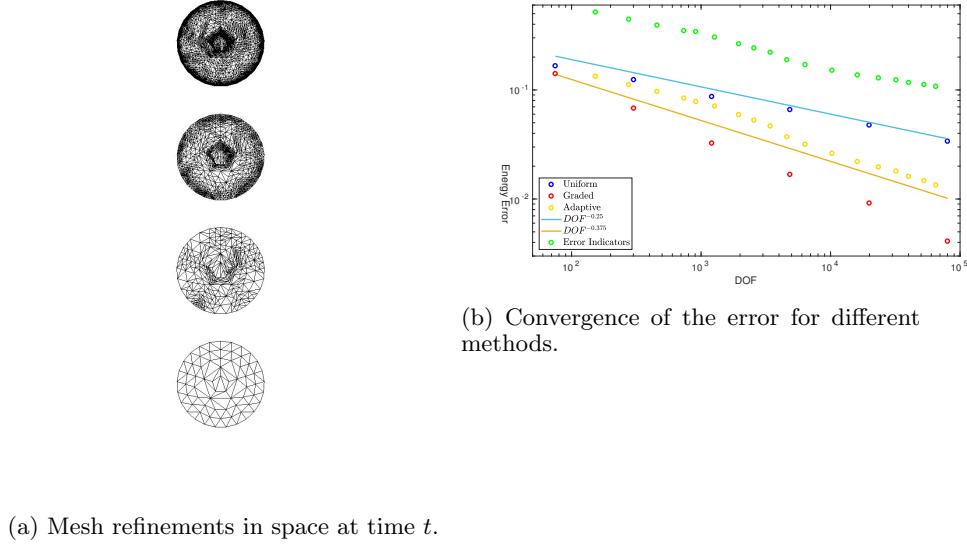 10^-1
10^-2
10^2
10^3
10^4
10^5
Energy Error
DOF
Uniform
Graded
Adaptive
DOF^-0.25
DOF^-0.375
Error Indicators
(b) Convergence of the error for different
methods.
(a) Mesh refinements in space at time t.